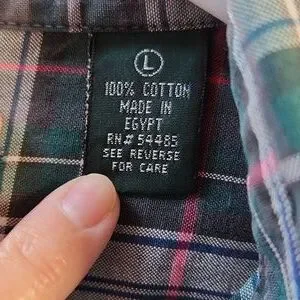 L
100% COTTON
MADE IN
EGYPT
RN# 54485
SEE REVERSE
FOR CARE